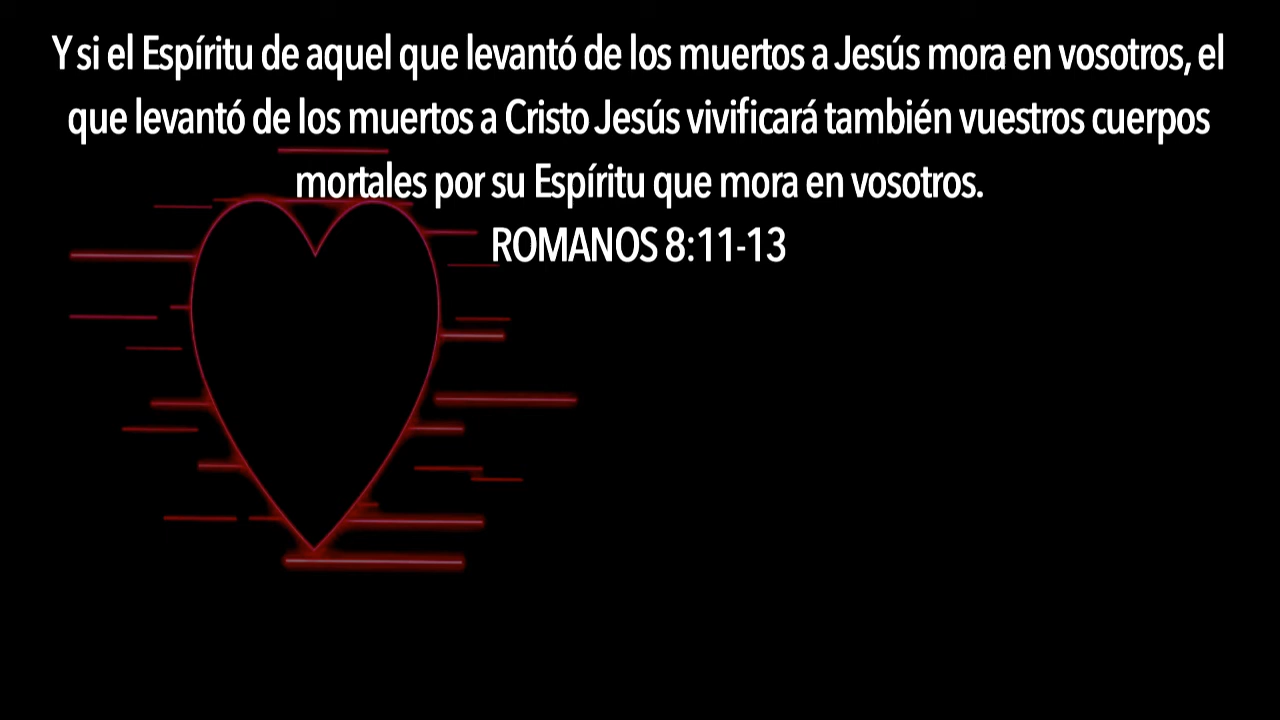 Y si el Espíritu de aquel que levantó de los muertos a Jesús mora en vosotros, el
que levantó de los muertos a Cristo Jesús vivificará también vuestros cuerpos
mortales por su Espíritu que mora en vosotros.
ROMANOS 8:11-13